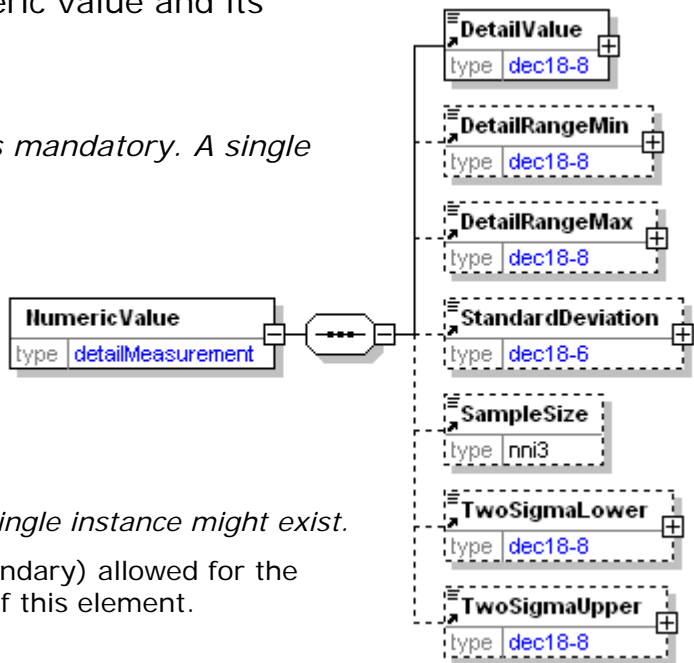 eric value and its
s mandatory. A single
ingle instance might exist.
ndary) allowed for the
f this element.
NumericValue
type detailMeasurement
DetailValue
type dec18-8
DetailRangeMin
type dec18-8
DetailRangeMax
type dec18-8
StandardDeviation
type dec18-6
SampleSize
type nni3
TwoSigmaLower
type dec18-8
TwoSigmaUpper
type dec18-8